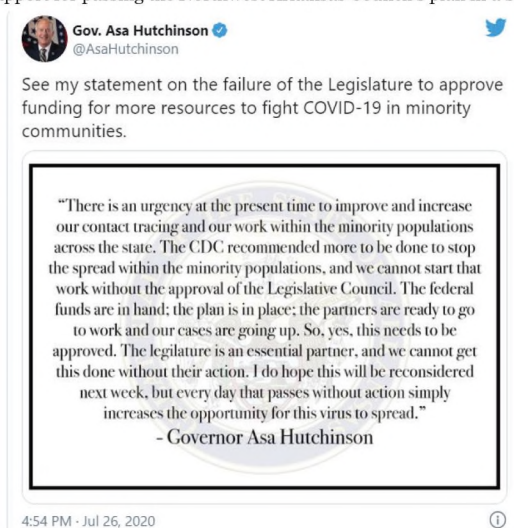 Gov. Asa Hutchinson
@AsaHutchinson
See my statement on the failure of the Legislature to approve
funding for more resources to fight COVID-19 in minority
communities.
“There is an urgency at the present time to improve and increase
our contact tracing and our work within the minority populations
across the state. The CDC recommended more to be done to stop
the spread within the minority populations, and we cannot start that
work without the approval of the Legislative Council. The federal
funds are in hand; the plan is in place; the partners are ready to go
to work and our cases are going up. So, yes, this needs to be
approved. The legilature is an essential partner, and we cannot get
this done without their action. I do hope this will be reconsidered
next week, but every day that passes without action simply
increases the opportunity for this virus to spread.”
- Governor Asa Hutchinson
4:54 PM · Jul 26, 2020